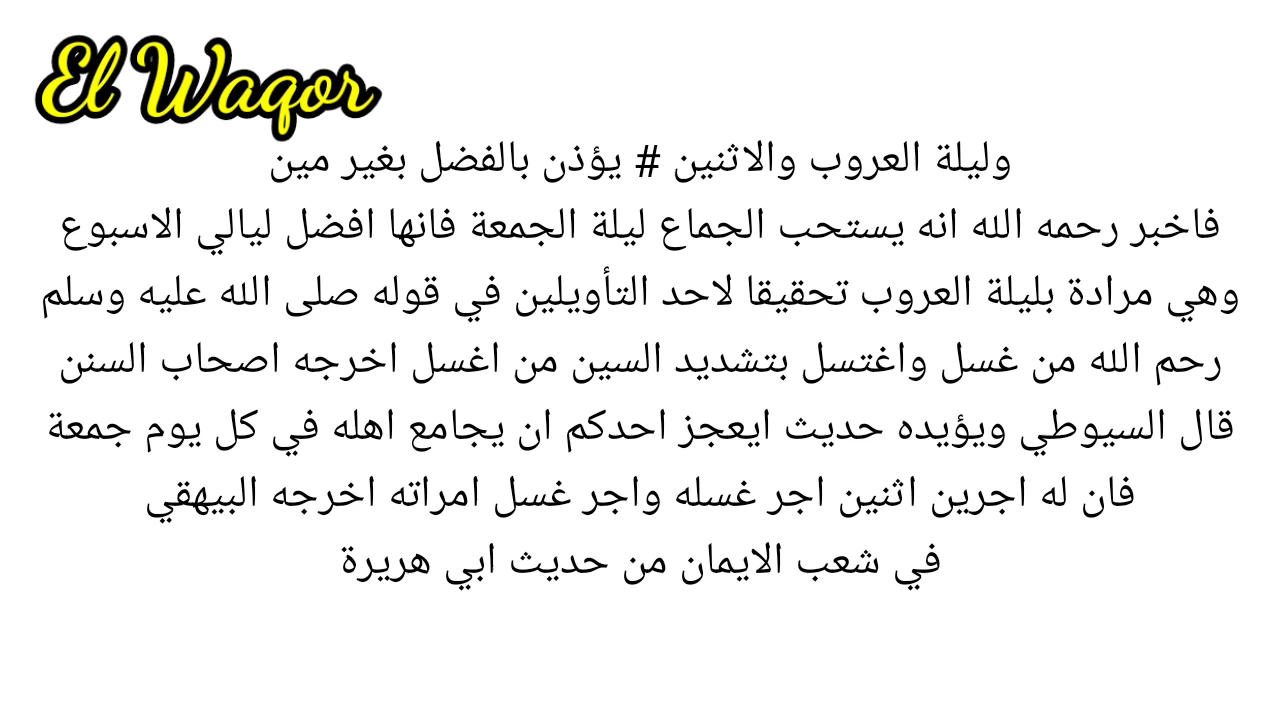 El Waqor
وليلة العروب والاثنين # يؤذن بالفضل بغير مين
فاخبر رحمه الله انه يستحب الجماع ليلة الجمعة فانها افضل ليالي الاسبوع
وهي مرادة بليلة العروب تحقيقا لاحد التأويلين في قوله صلى الله عليه وسلم
رحم الله من غسل واغتسل بتشديد السين من اغسل اخرجه اصحاب السنن
قال السيوطي ويؤيده حديث ايعجز احدكم ان يجامع اهله في كل يوم جمعة
فان له اجرين اثنين اجر غسله واجر غسل امراته اخرجه البيهقي
في شعب الايمان من حديث ابي هريرة